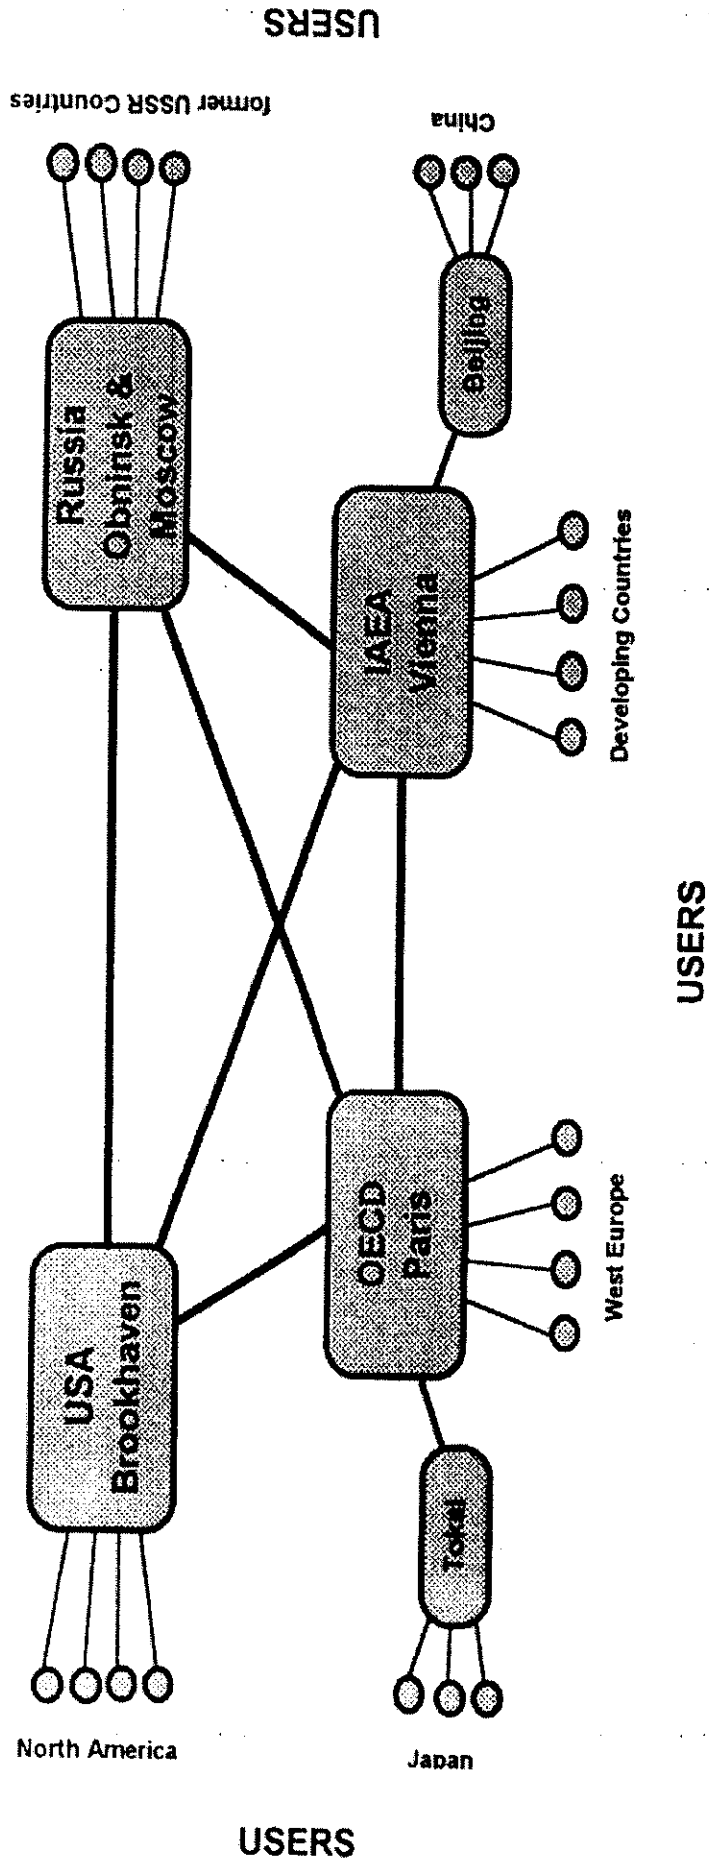 USERS
former USSR Countries
China
Russia
Obninsk &
Moscow
Beijing
IAEA
Vienna
Developing Countries
USERS
USA
Brookhaven
OECD
Paris
West Europe
Tokai
North America
Japan
USERS